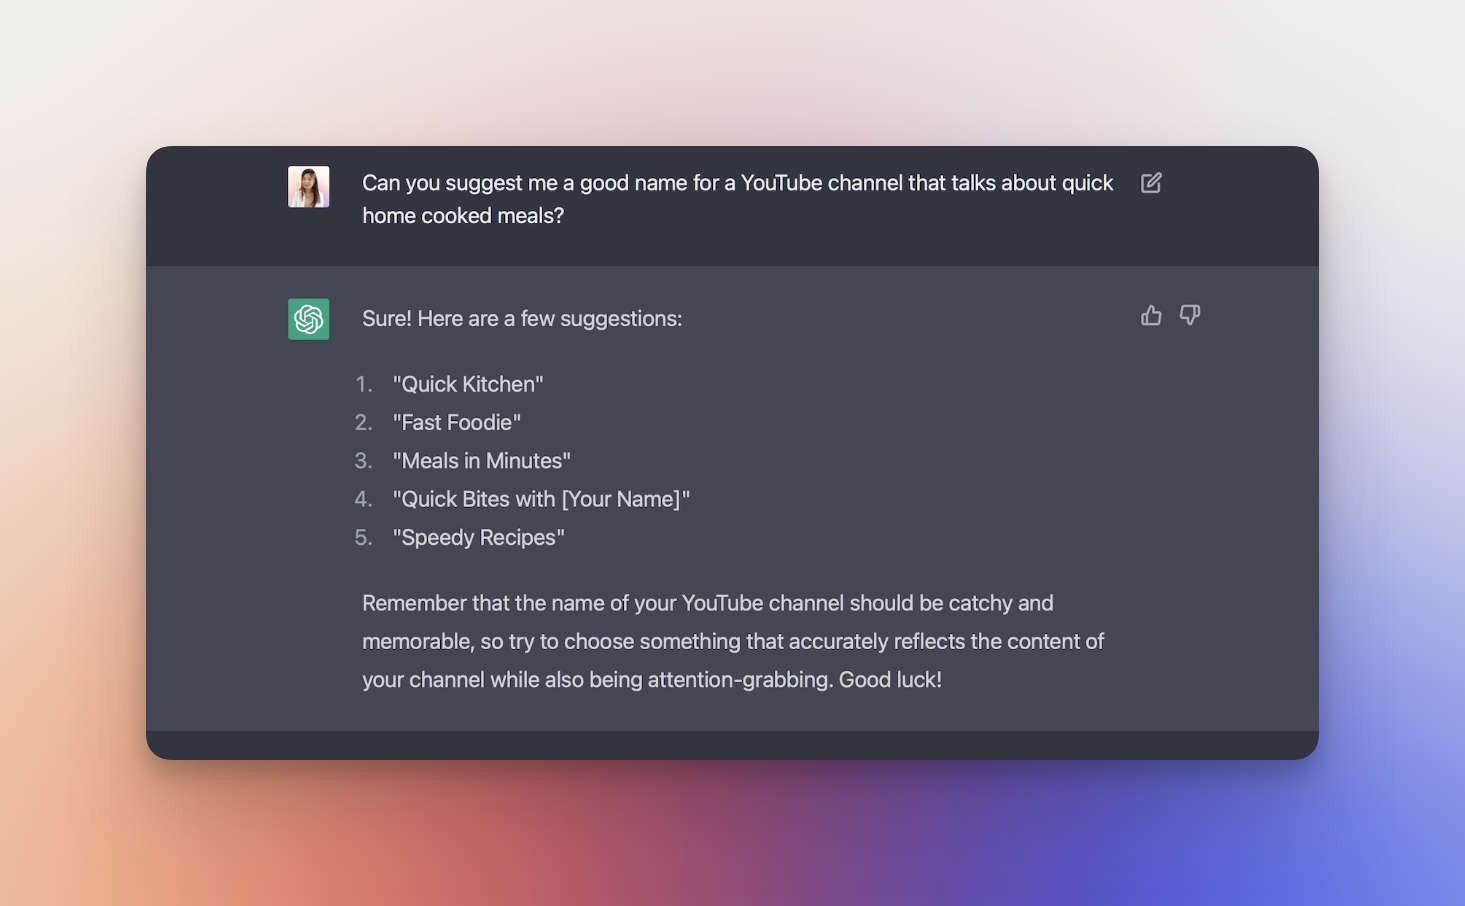 Can you suggest me a good name for a YouTube channel that talks about quick
home cooked meals?
Sure! Here are a few suggestions:
1. "Quick Kitchen"
2. "Fast Foodie"
3. "Meals in Minutes"
4. "Quick Bites with [Your Name]"
5. "Speedy Recipes"
Remember that the name of your YouTube channel should be catchy and
memorable, so try to choose something that accurately reflects the content of
your channel while also being attention-grabbing. Good luck!